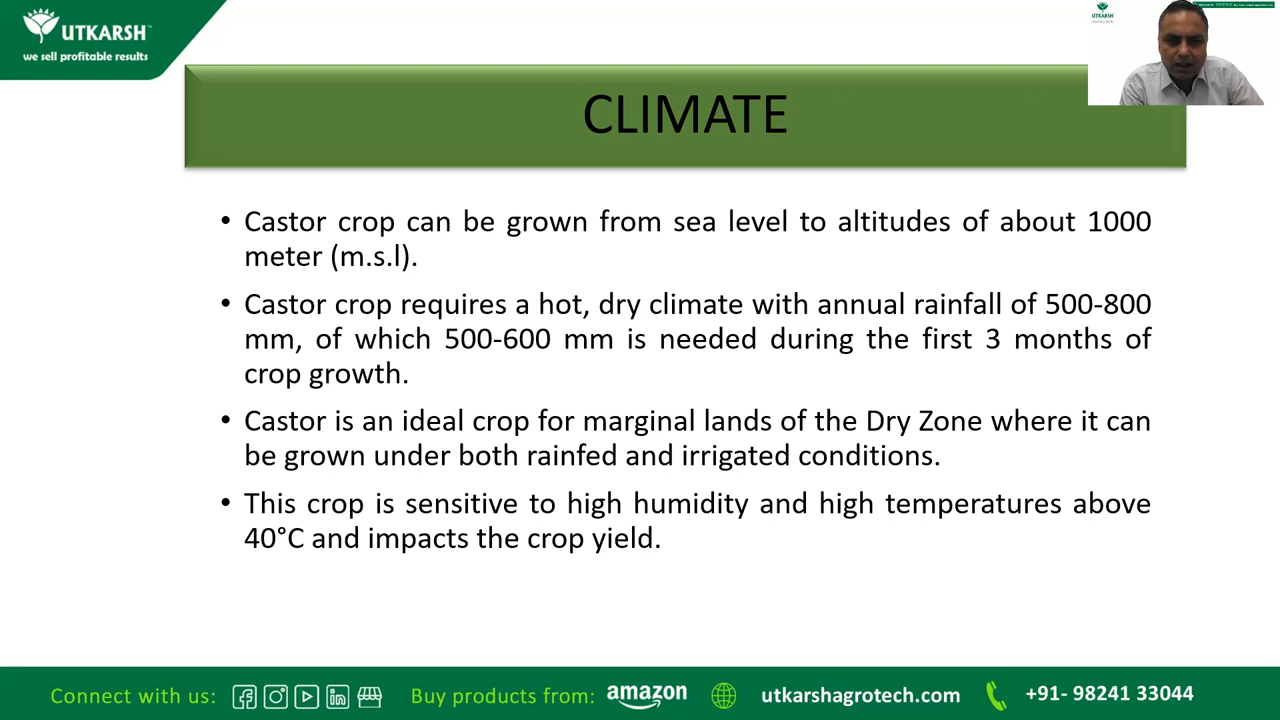 UTKARSH
we sell profitable results
UTKARSH
CLIMATE
• Castor crop can be grown from sea level to altitudes of about 1000
meter (m.s.l).
• Castor crop requires a hot, dry climate with annual rainfall of 500-800
mm, of which 500-600 mm is needed during the first 3 months of
crop growth.
• Castor is an ideal crop for marginal lands of the Dry Zone where it can
be grown under both rainfed and irrigated conditions.
• This crop is sensitive to high humidity and high temperatures above
40°C and impacts the crop yield.
Connect with us: Buy products from: amazon utkarshagrotech.com +91- 98241 33044